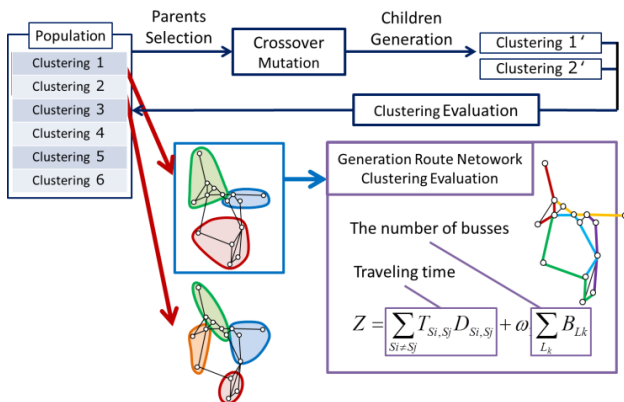 Parents
Selection
Children
Generation
Population
Clustering 1
Clustering 2
Clustering 3
Clustering 4
Clustering 5
Clustering 6
Crossover
Mutation
Clustering 1‘
Clustering 2‘
Clustering Evaluation
Generation Route Netowork
Clustering Evaluation
The number of busses
Traveling time
Z = ∑_{Si≠Sj} T_{Si,Sj} D_{Si,Sj} + ω ∑_{L_k} B_{Lk}